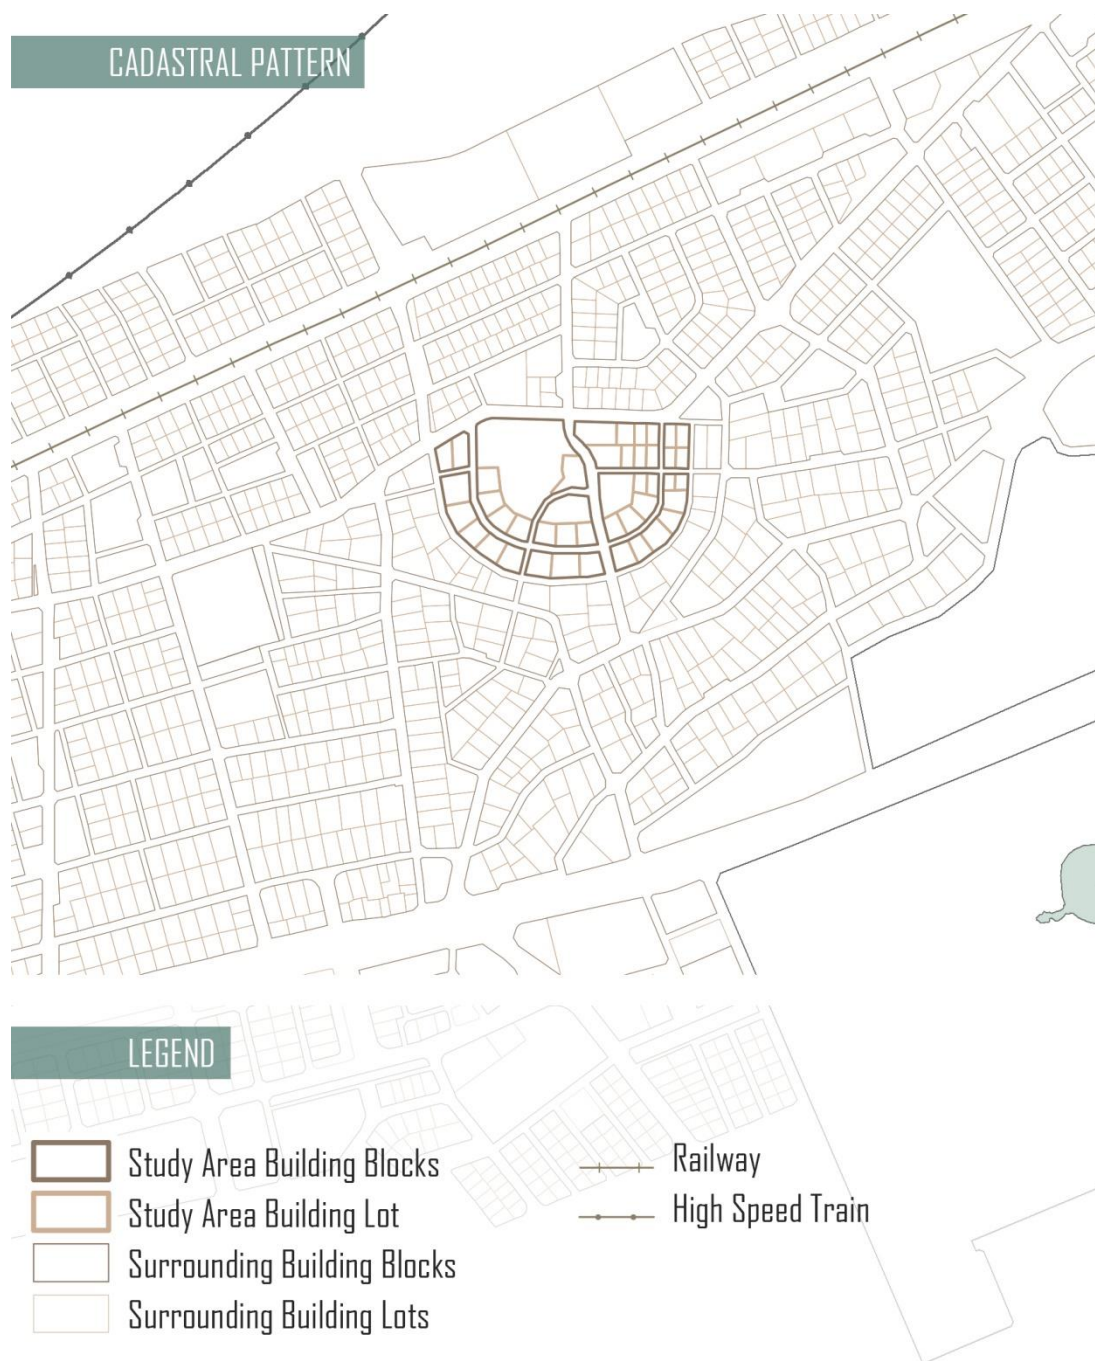 CADASTRAL PATTERN
LEGEND
Study Area Building Blocks
Study Area Building Lot
Surrounding Building Blocks
Surrounding Building Lots
Railway
High Speed Train